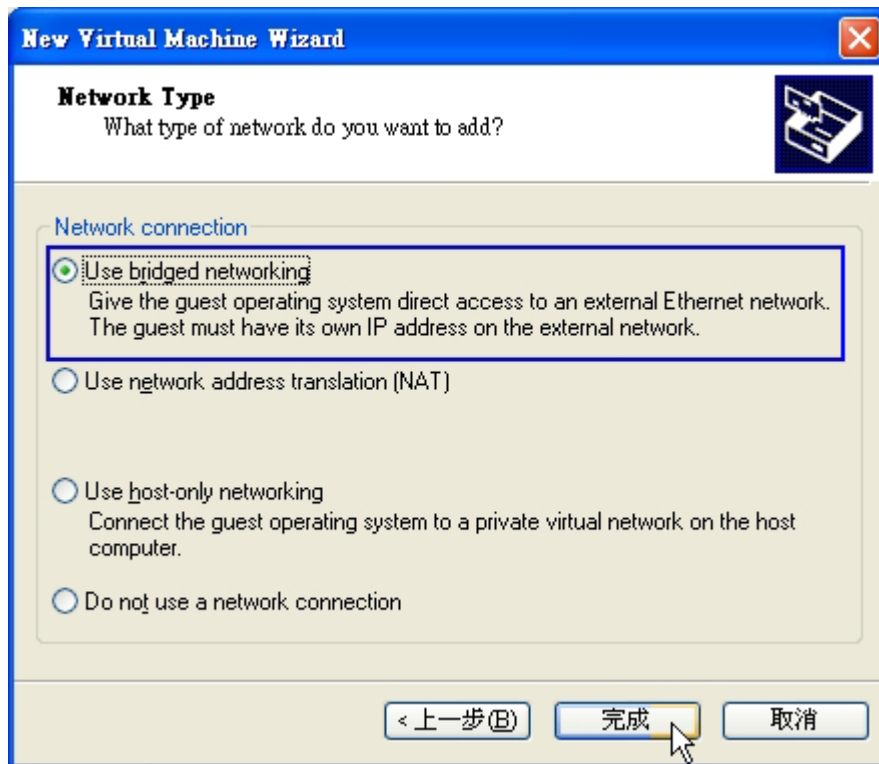 New Virtual Machine Wizard
Network Type
What type of network do you want to add?
Network connection
Use bridged networking
Give the guest operating system direct access to an external Ethernet network.
The guest must have its own IP address on the external network.
Use network address translation (NAT)
Use host-only networking
Connect the guest operating system to a private virtual network on the host
computer.
Do not use a network connection
< 上一步(B)
完成
取消